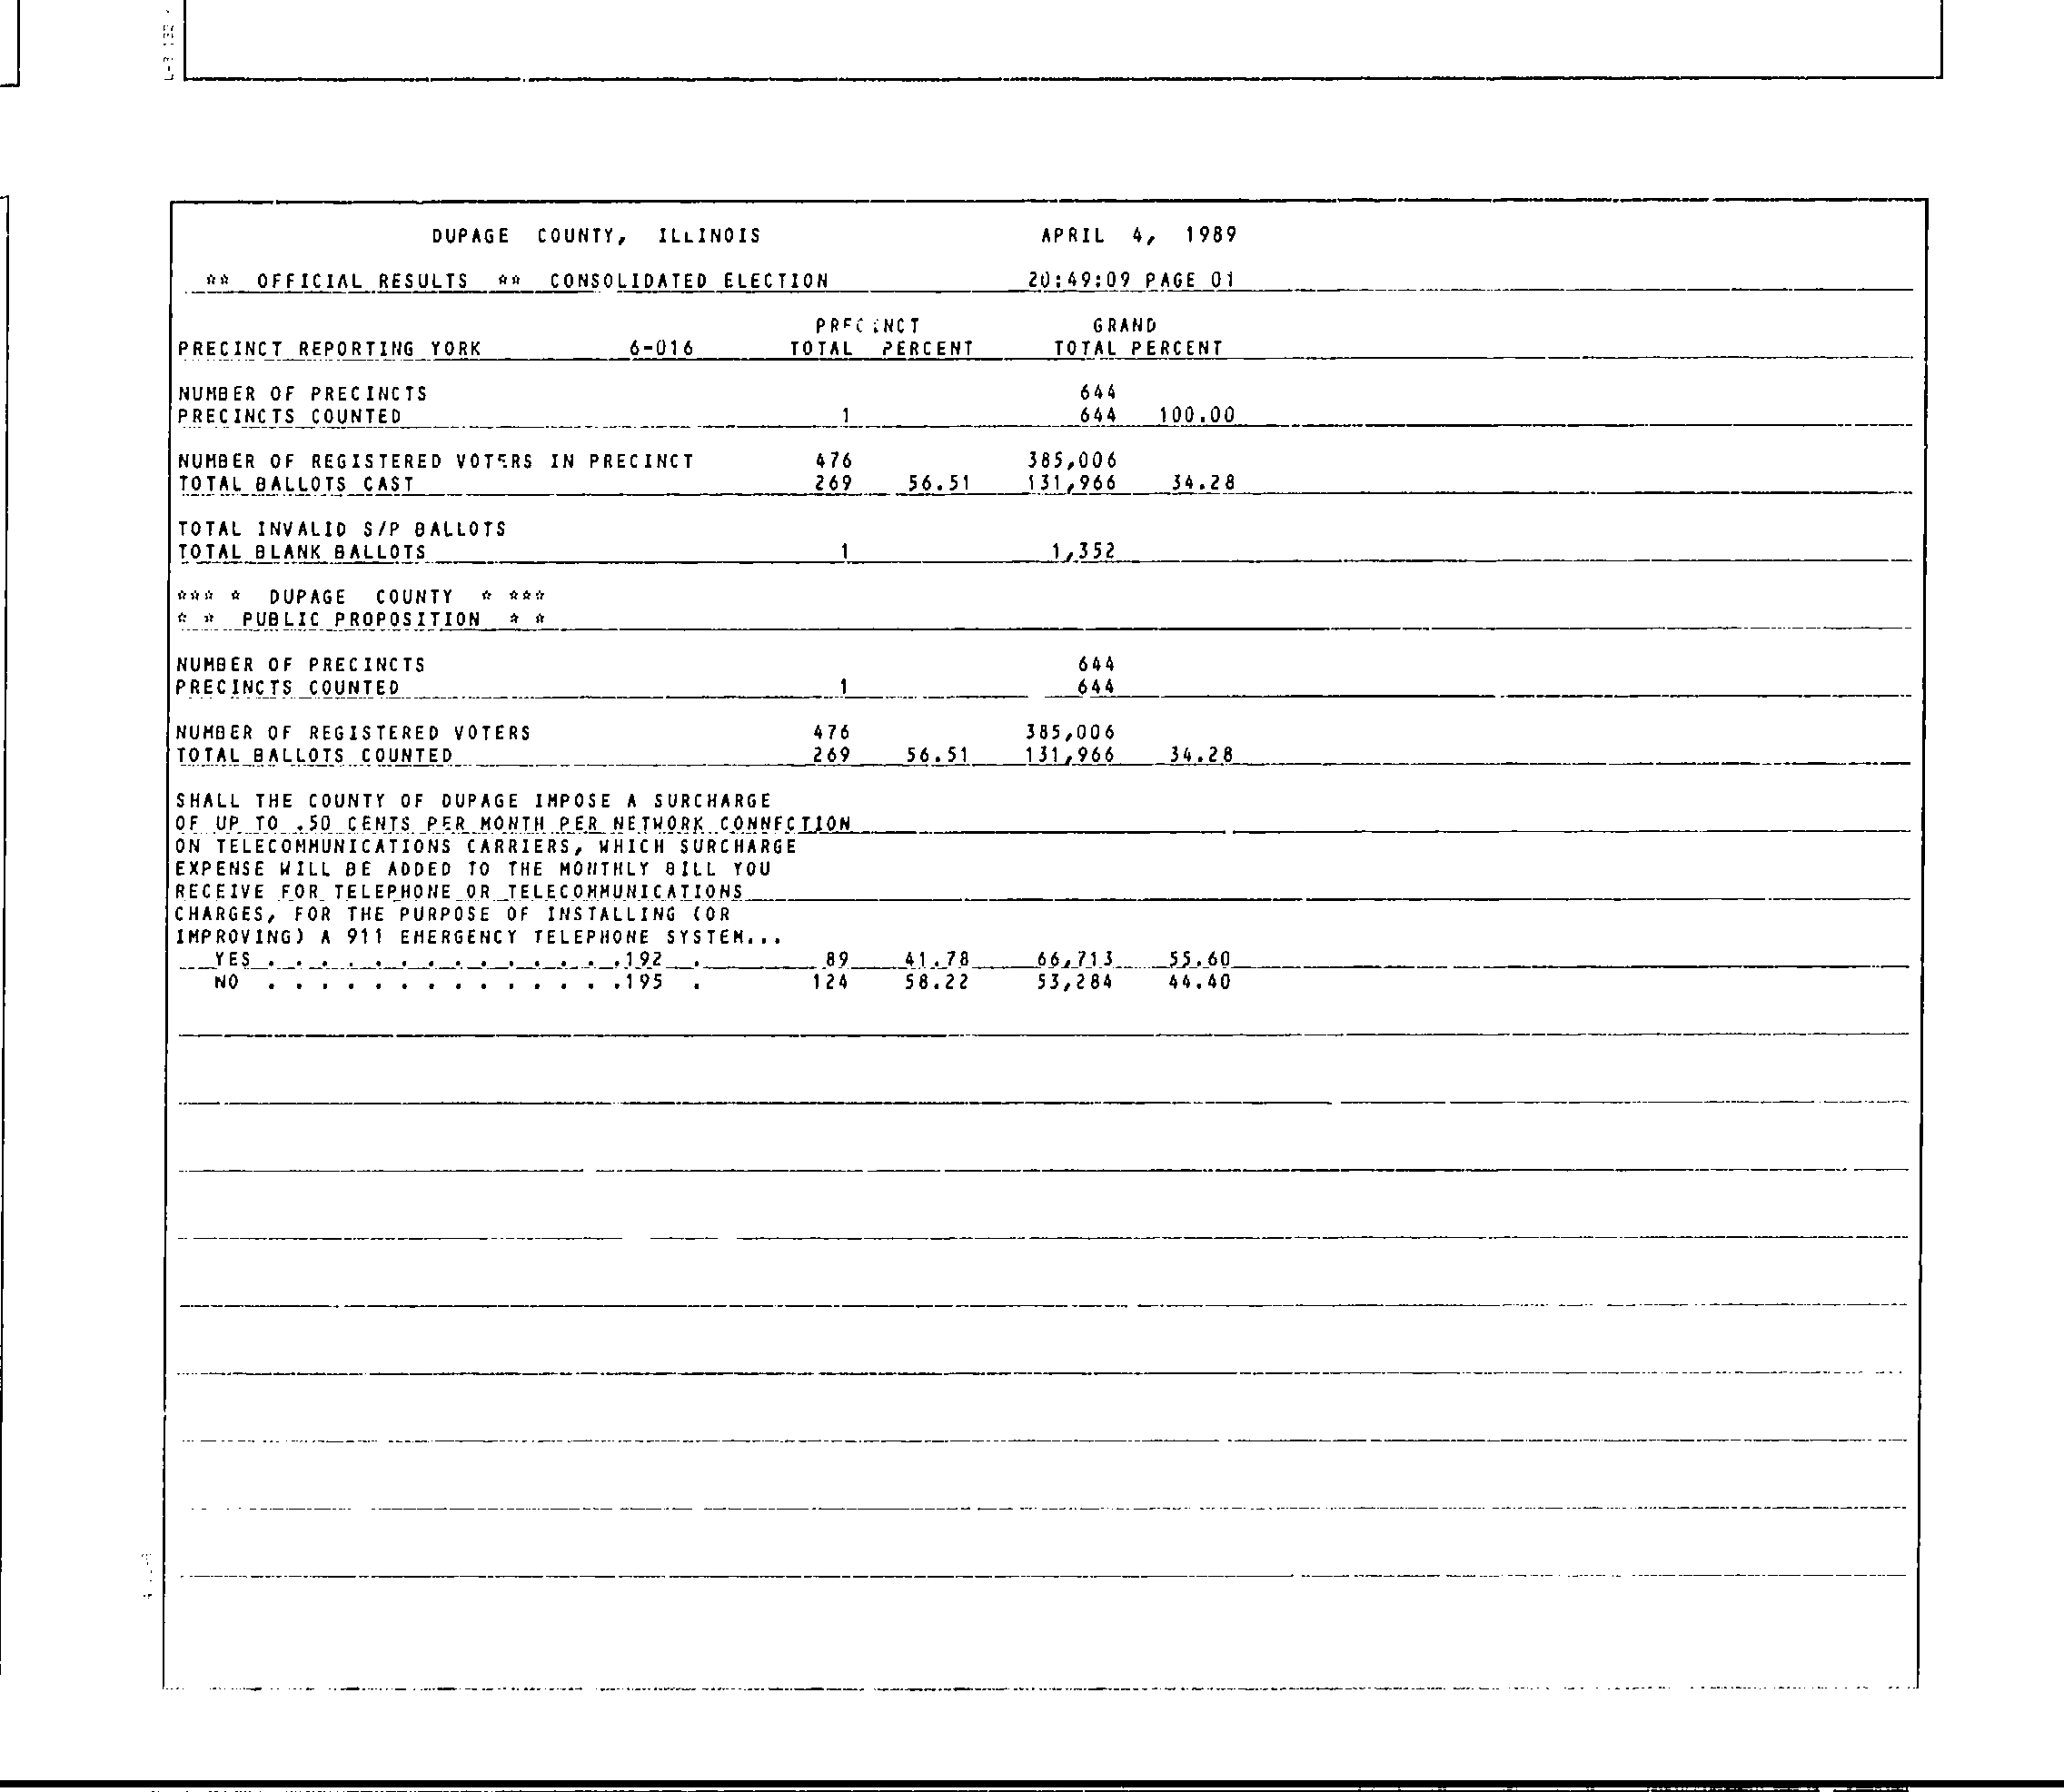 DUPAGE COUNTY, ILLINOIS APRIL 4, 1989
** OFFICIAL RESULTS ** CONSOLIDATED ELECTION 20:49:09 PAGE 01
PRECINCT GRAND
PRECINCT REPORTING YORK 6-016 TOTAL PERCENT TOTAL PERCENT
NUMBER OF PRECINCTS 644
PRECINCTS COUNTED 1 644 100.00
NUMBER OF REGISTERED VOTERS IN PRECINCT 476 385,006
TOTAL BALLOTS CAST 269 56.51 131,966 34.28
TOTAL INVALID S/P BALLOTS
TOTAL BLANK BALLOTS 1 1,352
*** * DUPAGE COUNTY * ***
* * PUBLIC PROPOSITION * *
NUMBER OF PRECINCTS 644
PRECINCTS COUNTED 1 644
NUMBER OF REGISTERED VOTERS 476 385,006
TOTAL BALLOTS COUNTED 269 56.51 131,966 34.28
SHALL THE COUNTY OF DUPAGE IMPOSE A SURCHARGE
OF UP TO .50 CENTS PER MONTH PER NETWORK CONNECTION
ON TELECOMMUNICATIONS CARRIERS, WHICH SURCHARGE
EXPENSE WILL BE ADDED TO THE MONTHLY BILL YOU
RECEIVE FOR TELEPHONE OR TELECOMMUNICATIONS
CHARGES, FOR THE PURPOSE OF INSTALLING (OR
IMPROVING) A 911 EMERGENCY TELEPHONE SYSTEM...
YES . . . . . . . . . . . . . .192 . 89 41.78 66,713 55.60
NO . . . . . . . . . . . . . .195 . 124 58.22 53,284 44.40